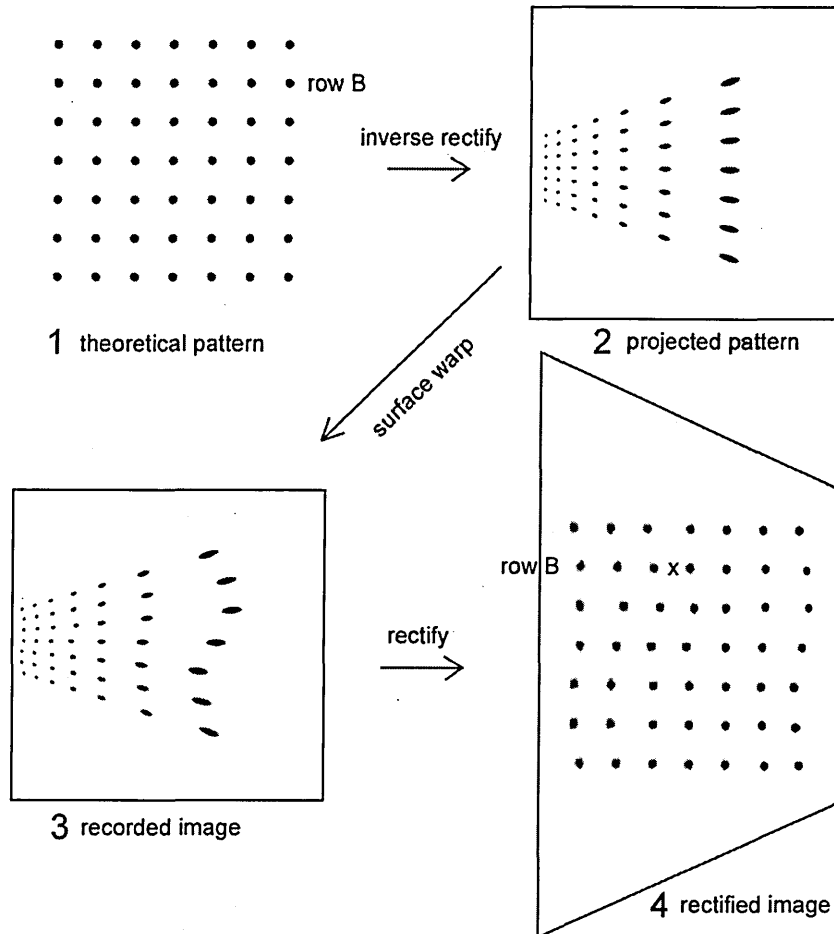 row B
inverse rectify
1 theoretical pattern
2 projected pattern
surface warp
row B
x
rectify
3 recorded image
4 rectified image